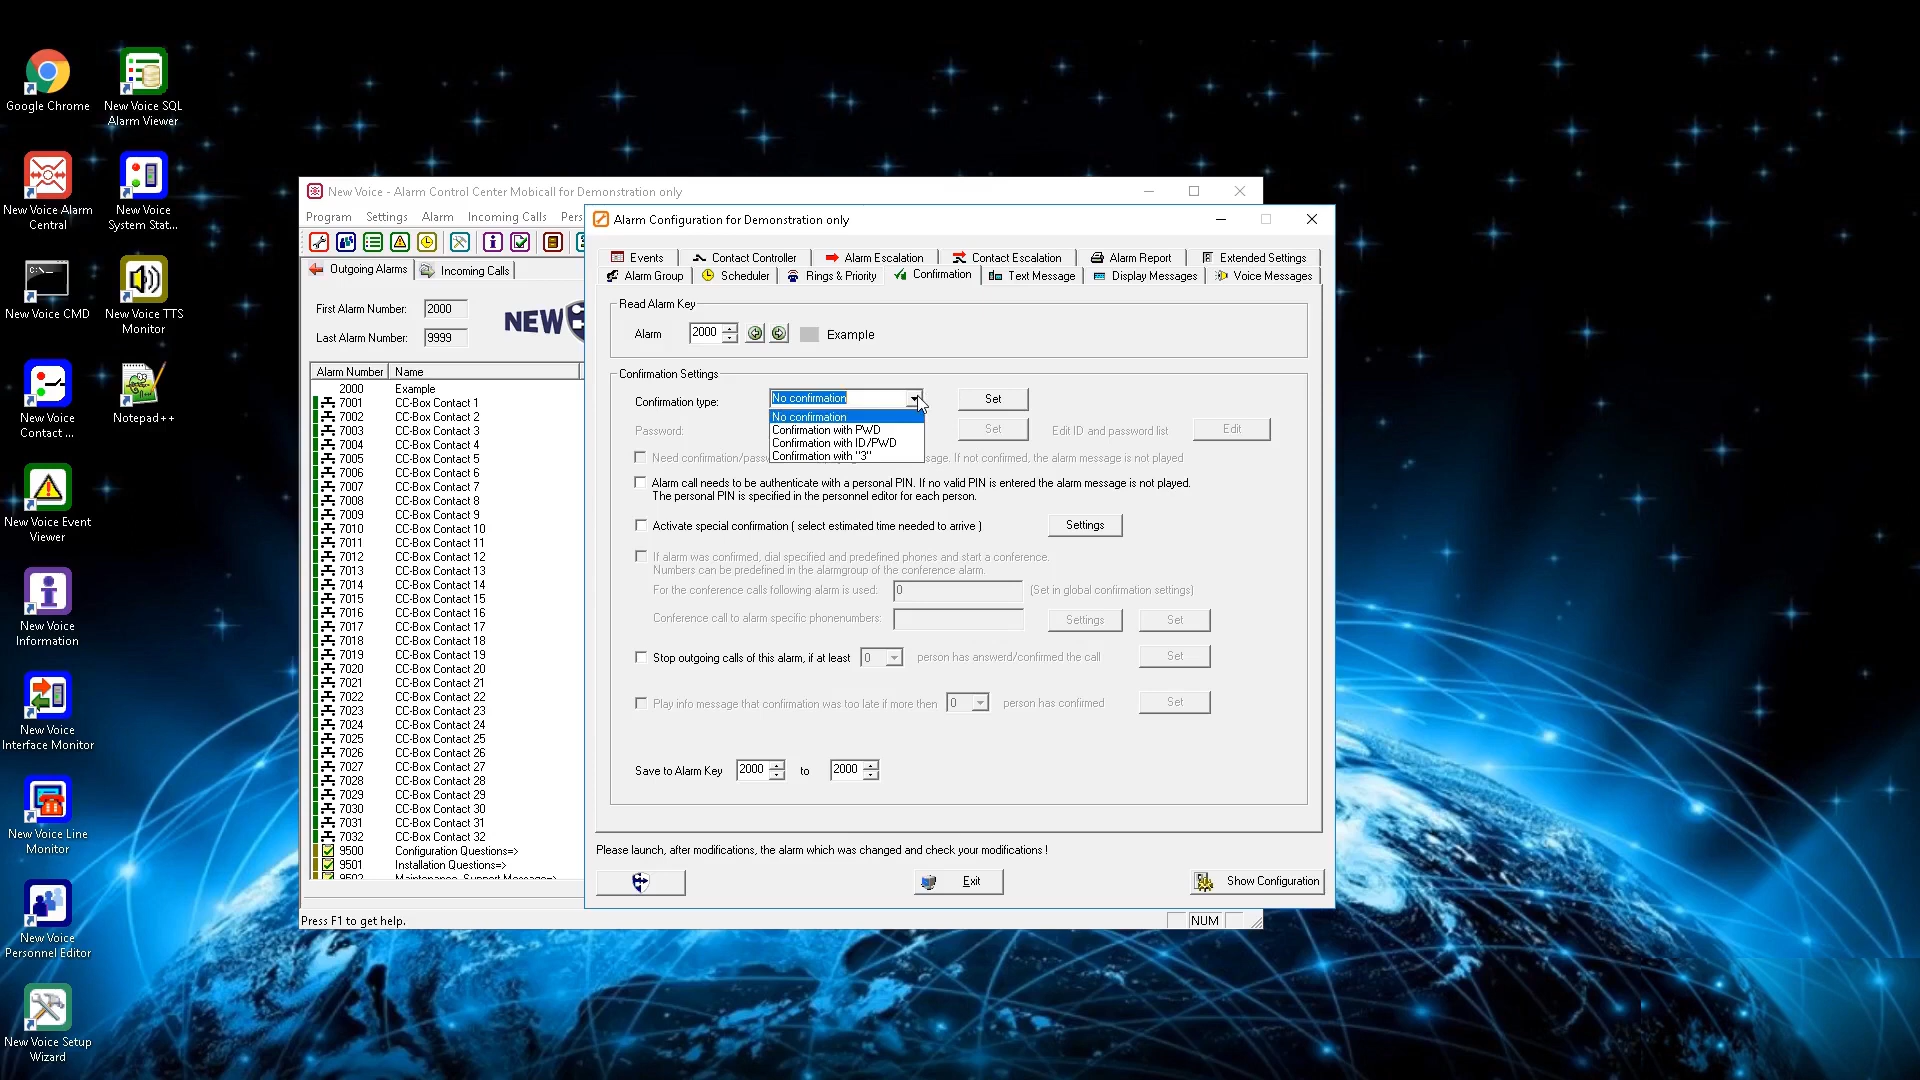 Google Chrome
New Voice SQL
Alarm Viewer
New Voice Alarm
Central
New Voice
System Stat...
New Voice CMD
New Voice TTS
Monitor
New Voice
Contact ...
Notepad++
New Voice Event
Viewer
New Voice
Information
New Voice
Interface Monitor
New Voice Line
Monitor
New Voice
Personnel Editor
New Voice Setup
Wizard
New Voice - Alarm Control Center Mobicall for Demonstration only
Program Settings Alarm Incoming Calls Pers
Outgoing Alarms Incoming Calls
First Alarm Number: 2000
Last Alarm Number: 9999
NEW
Alarm Number Name
2000 Example
7001 CC-Box Contact 1
7002 CC-Box Contact 2
7003 CC-Box Contact 3
7004 CC-Box Contact 4
7005 CC-Box Contact 5
7006 CC-Box Contact 6
7007 CC-Box Contact 7
7008 CC-Box Contact 8
7009 CC-Box Contact 9
7010 CC-Box Contact 10
7011 CC-Box Contact 11
7012 CC-Box Contact 12
7013 CC-Box Contact 13
7014 CC-Box Contact 14
7015 CC-Box Contact 15
7016 CC-Box Contact 16
7017 CC-Box Contact 17
7018 CC-Box Contact 18
7019 CC-Box Contact 19
7020 CC-Box Contact 20
7021 CC-Box Contact 21
7022 CC-Box Contact 22
7023 CC-Box Contact 23
7024 CC-Box Contact 24
7025 CC-Box Contact 25
7026 CC-Box Contact 26
7027 CC-Box Contact 27
7028 CC-Box Contact 28
7029 CC-Box Contact 29
7030 CC-Box Contact 30
7031 CC-Box Contact 31
7032 CC-Box Contact 32
9500 Configuration Questions=>
9501 Installation Questions=>
9502 Maintenance, Support Message=>
Press F1 to get help.
NUM
Alarm Configuration for Demonstration only
Events Contact Controller Alarm Escalation Contact Escalation Alarm Report Extended Settings
Alarm Group Scheduler Rings & Priority Confirmation Text Message Display Messages Voice Messages
Read Alarm Key
Alarm 2000 Example
Confirmation Settings
Confirmation type: No confirmation Set
No confirmation
Confirmation with PWD
Confirmation with ID/PWD
Confirmation with "3"
Password: Set Edit ID and password list Edit
Need confirmation/pass sage. If not confirmed, the alarm message is not played
Alarm call needs to be authenticate with a personal PIN. If no valid PIN is entered the alarm message is not played.
The personal PIN is specified in the personnel editor for each person.
Activate special confirmation ( select estimated time needed to arrive ) Settings
If alarm was confirmed, dial specified and predefined phones and start a conference.
Numbers can be predefined in the alarmgroup of the conference alarm.
For the conference calls following alarm is used: 0 (Set in global confirmation settings)
Conference call to alarm specific phonenumbers: Settings Set
Stop outgoing calls of this alarm, if at least 0 person has answerd/confirmed the call Set
Play info message that confirmation was too late if more then 0 person has confirmed Set
Save to Alarm Key 2000 to 2000
Please launch, after modifications, the alarm which was changed and check your modifications !
Exit Show Configuration